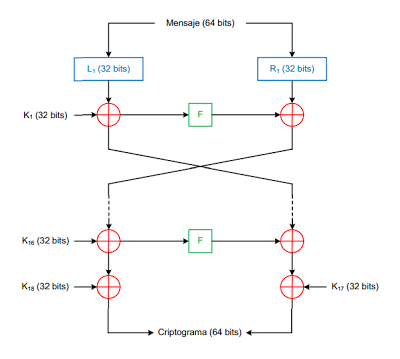 Mensaje (64 bits)
L₁ (32 bits)
R₁ (32 bits)
K₁ (32 bits)
F
K₁₆ (32 bits)
F
K₁₈ (32 bits)
K₁₇ (32 bits)
Criptograma (64 bits)